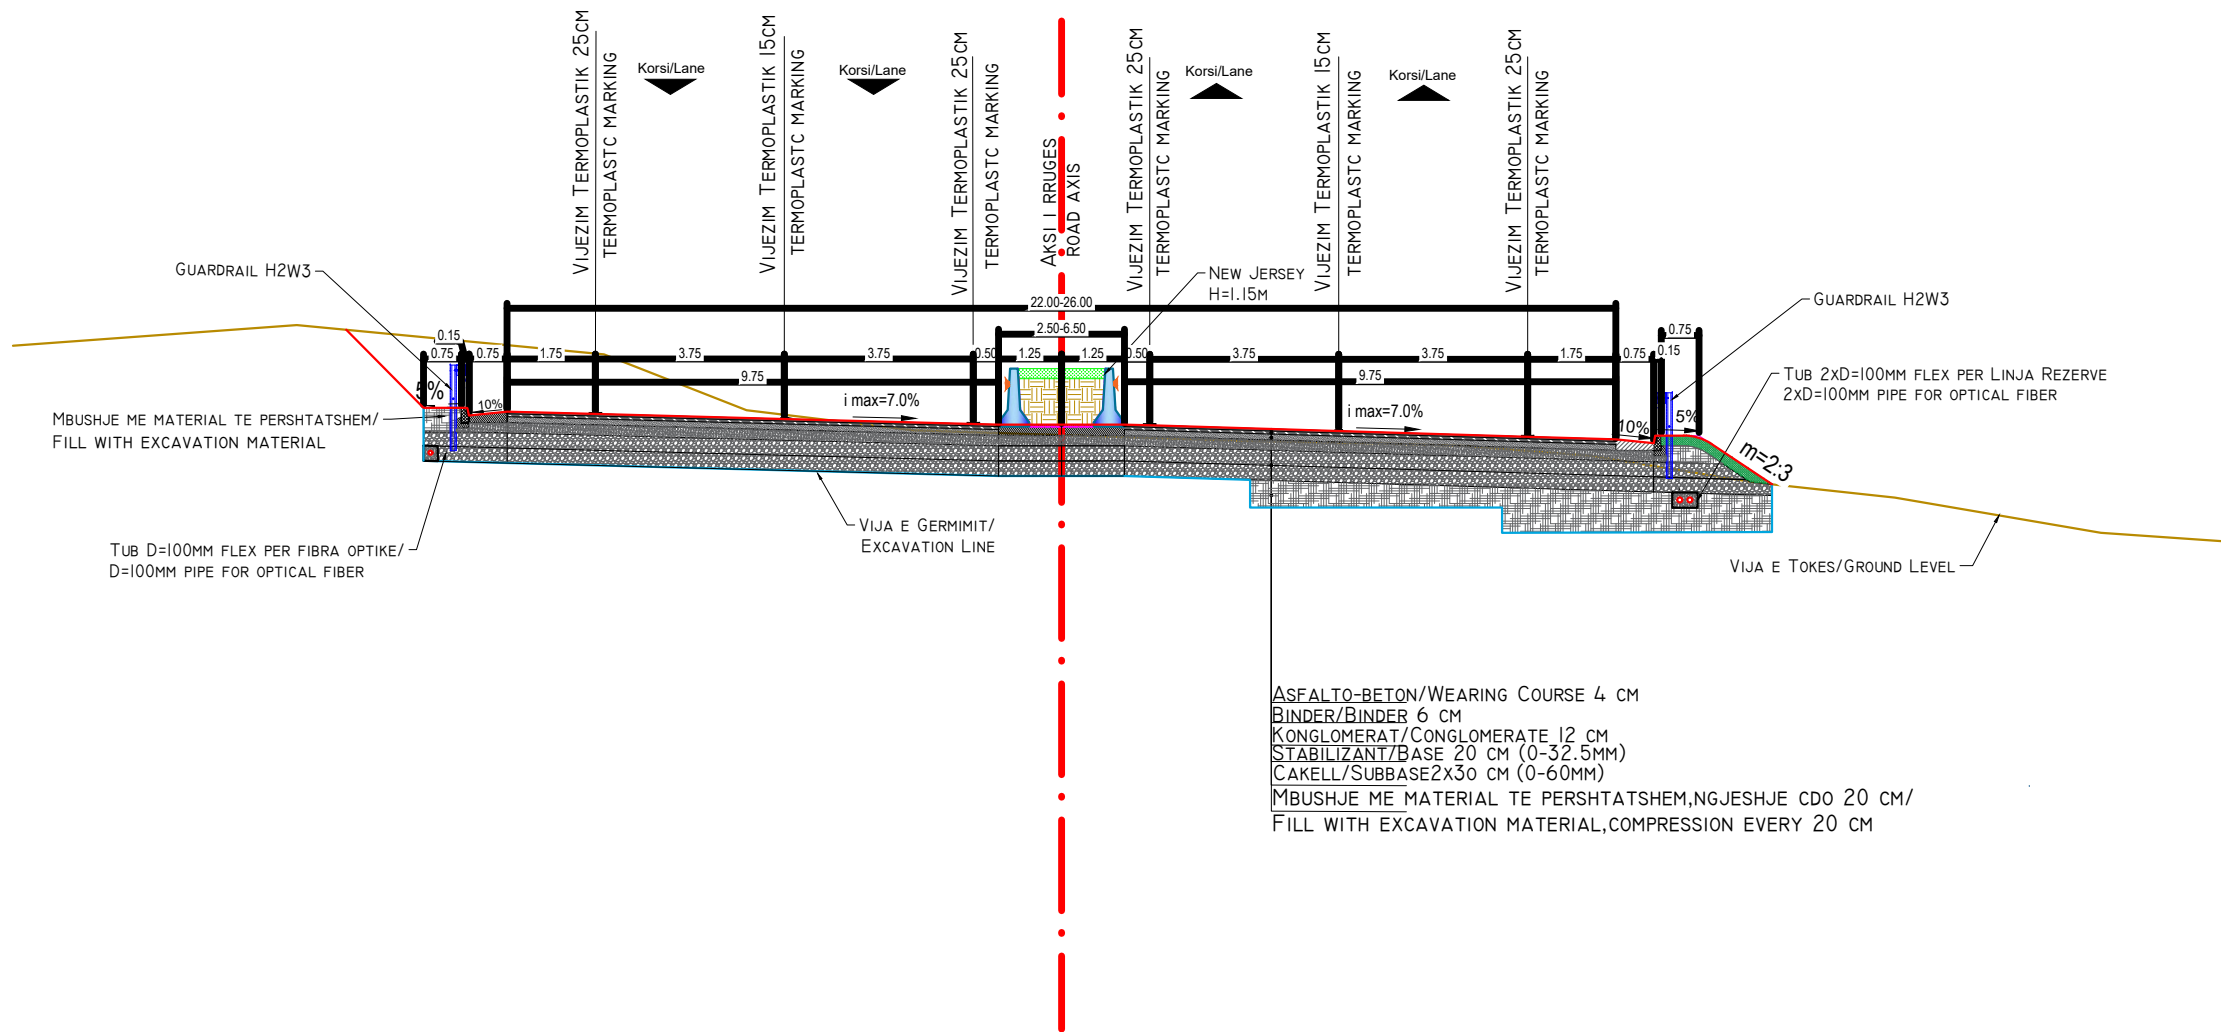 VIJEZIM TERMOPLASTIK 25CM
TERMOPLASTC MARKING
Korsi/Lane
VIJEZIM TERMOPLASTIK 15CM
TERMOPLASTC MARKING
Korsi/Lane
VIJEZIM TERMOPLASTIK 25CM
TERMOPLASTC MARKING
AKSI I RRUGES
ROAD AXIS
VIJEZIM TERMOPLASTIK 25CM
TERMOPLASTC MARKING
Korsi/Lane
VIJEZIM TERMOPLASTIK 15CM
TERMOPLASTC MARKING
Korsi/Lane
VIJEZIM TERMOPLASTIK 25CM
TERMOPLASTC MARKING
GUARDRAIL H2W3
NEW JERSEY
H=1.15M
GUARDRAIL H2W3
22.00-26.00
2.50-6.50
0.15
0.75
0.75
0.75
1.75
3.75
3.75
0.50
1.25
1.25
0.50
3.75
3.75
1.75
0.75
0.15
9.75
9.75
5%
10%
i max=7.0%
i max=7.0%
10%
5%
m=2:3
TUB 2XD=100MM FLEX PER LINJA REZERVE
2XD=100MM PIPE FOR OPTICAL FIBER
MBUSHJE ME MATERIAL TE PERSHTATSHEM/
FILL WITH EXCAVATION MATERIAL
VIJA E GERMIMIT/
EXCAVATION LINE
TUB D=100MM FLEX PER FIBRA OPTIKE/
D=100MM PIPE FOR OPTICAL FIBER
VIJA E TOKES/GROUND LEVEL
ASFALTO-BETON/WEARING COURSE 4 CM
BINDER/BINDER 6 CM
KONGLOMERAT/CONGLOMERATE 12 CM
STABILIZANT/BASE 20 CM (0-32.5MM)
CAKELL/SUBBASE2X30 CM (0-60MM)
MBUSHJE ME MATERIAL TE PERSHTATSHEM,NGJESHJE CDO 20 CM/
FILL WITH EXCAVATION MATERIAL,COMPRESSION EVERY 20 CM